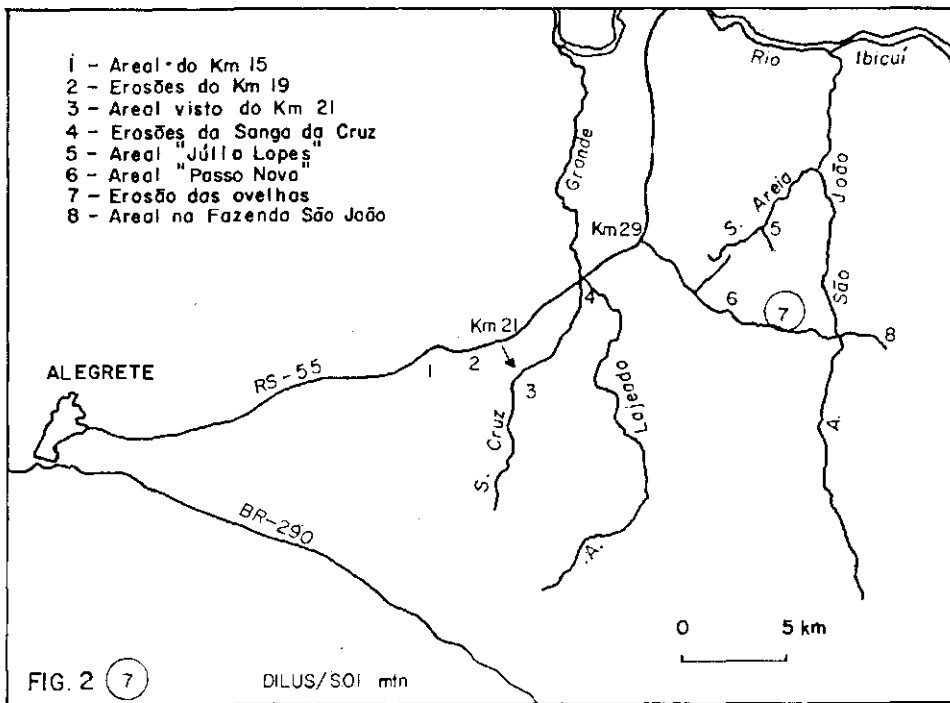 1 - Areal do Km 15
2 - Erosões do Km 19
3 - Areal visto do Km 21
4 - Erosões da Sanga da Cruz
5 - Areal "Júlio Lopes"
6 - Areal "Passo Novo"
7 - Erosão das ovelhas
8 - Areal na Fazenda São João
Rio Ibicuí
Grande
S. Areia
João
São
A.
Km 29
5
6
7
8
4
Km 21
1
2
3
ALEGRETE
RS-55
S. Cruz
Lajeado
A.
BR-290
0 5 km
FIG. 2 7
DILUS/SOI mtn